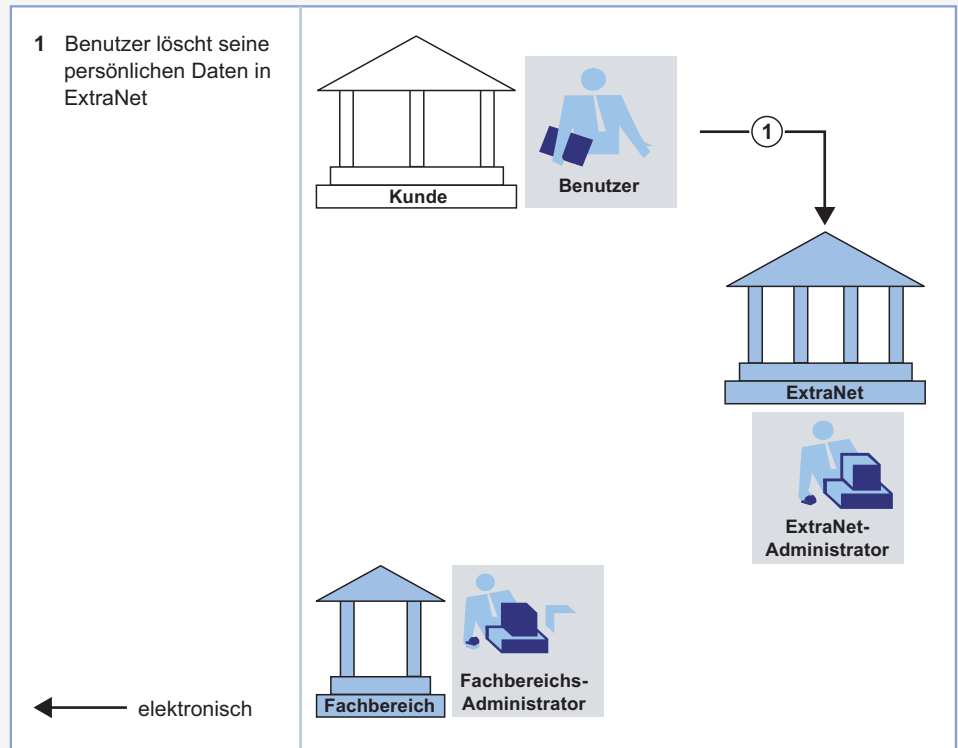 1 Benutzer löscht seine
persönlichen Daten in
ExtraNet
Kunde
Benutzer
1
ExtraNet
ExtraNet-
Administrator
Fachbereich
Fachbereichs-
Administrator
elektronisch